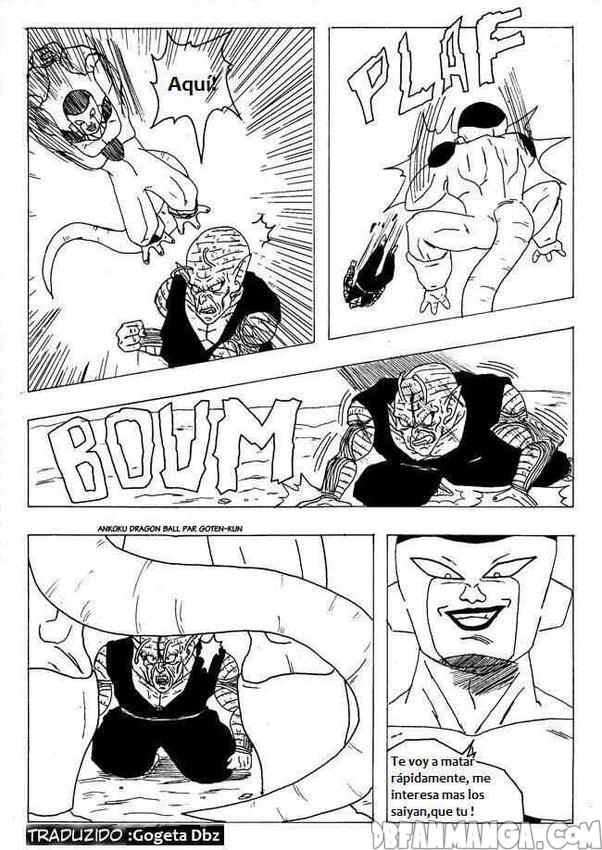 Aquí!
PLAF
BOUM
ANKOKU DRAGON BALL PAR GOTEN-KUN
Te voy a matar
rápidamente, me
interesa mas los
saiyan,que tu !
TRADUZIDO :Gogeta Dbz
DBFANMANGA.COM